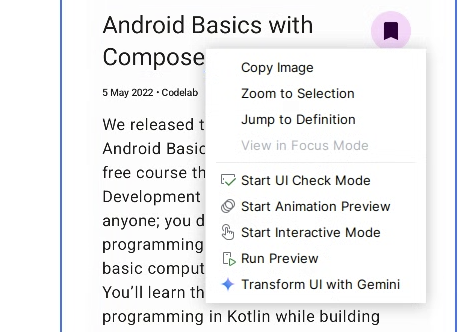 Android Basics with
Compose
5 May 2022 • Codelab
We released t
Android Basic
free course th
Development
anyone; you d
programming
basic comput
You’ll learn th
programming in Kotlin while building
Copy Image
Zoom to Selection
Jump to Definition
View in Focus Mode
Start UI Check Mode
Start Animation Preview
Start Interactive Mode
Run Preview
Transform UI with Gemini